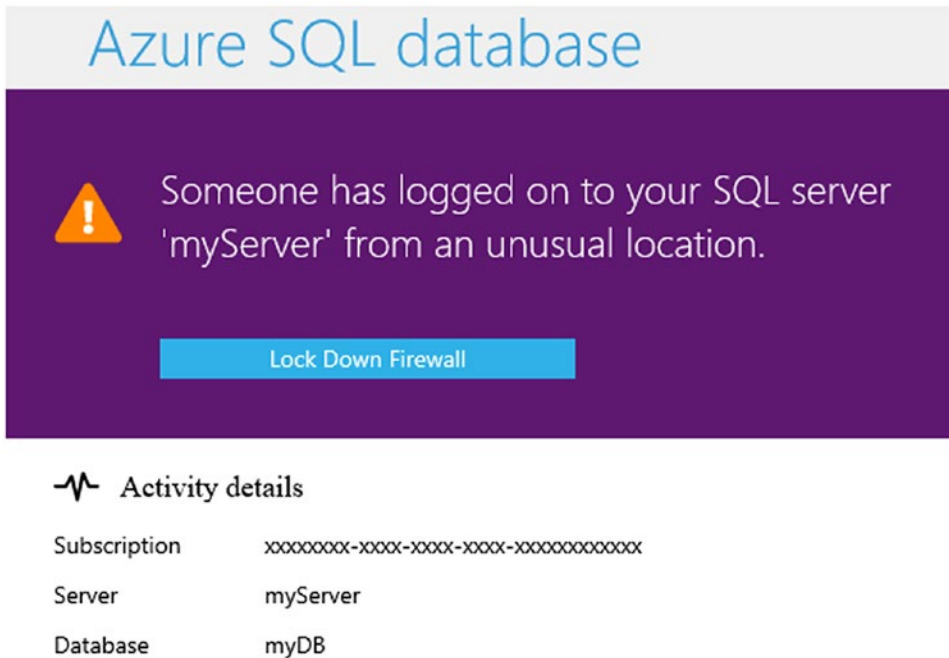 Azure SQL database
Someone has logged on to your SQL server
'myServer' from an unusual location.
Lock Down Firewall
Activity details
Subscription xxxxxxxx-xxxx-xxxx-xxxx-xxxxxxxxxxxx
Server myServer
Database myDB